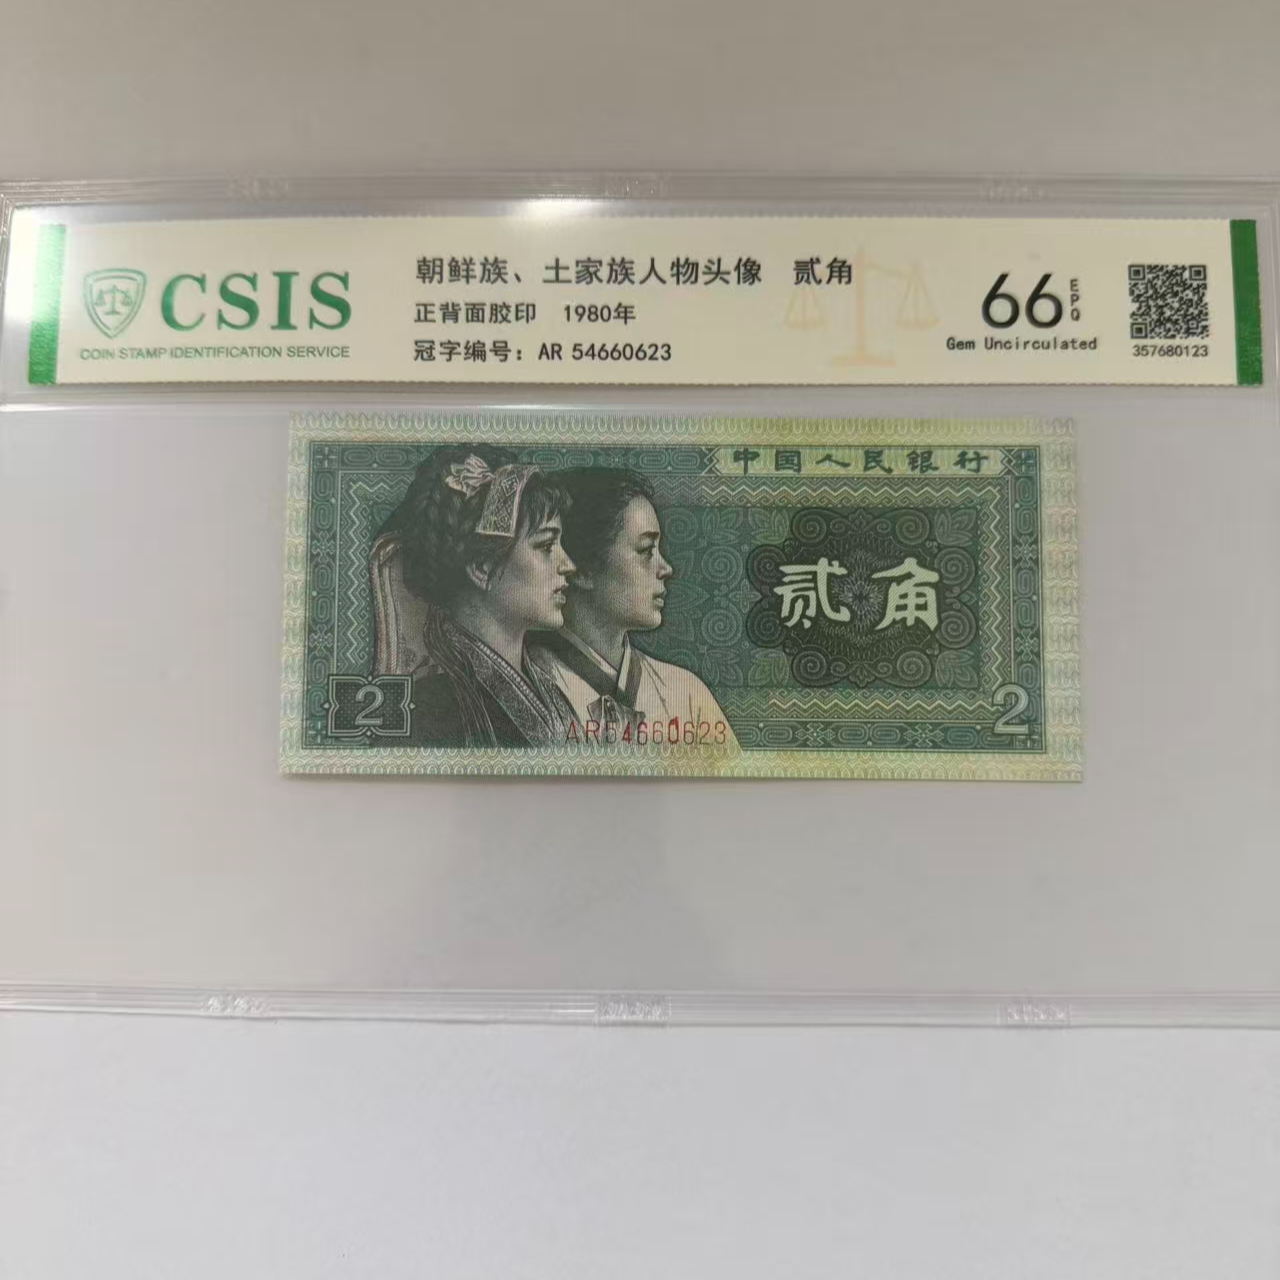 CSIS
COIN STAMP IDENTIFICATION SERVICE
朝鲜族、土家族人物头像 贰角
正背面胶印 1980年
冠字编号：AR 54660623
66 EPQ
Gem Uncirculated
357680123
中国人民银行
贰角
2
2
AR54660623